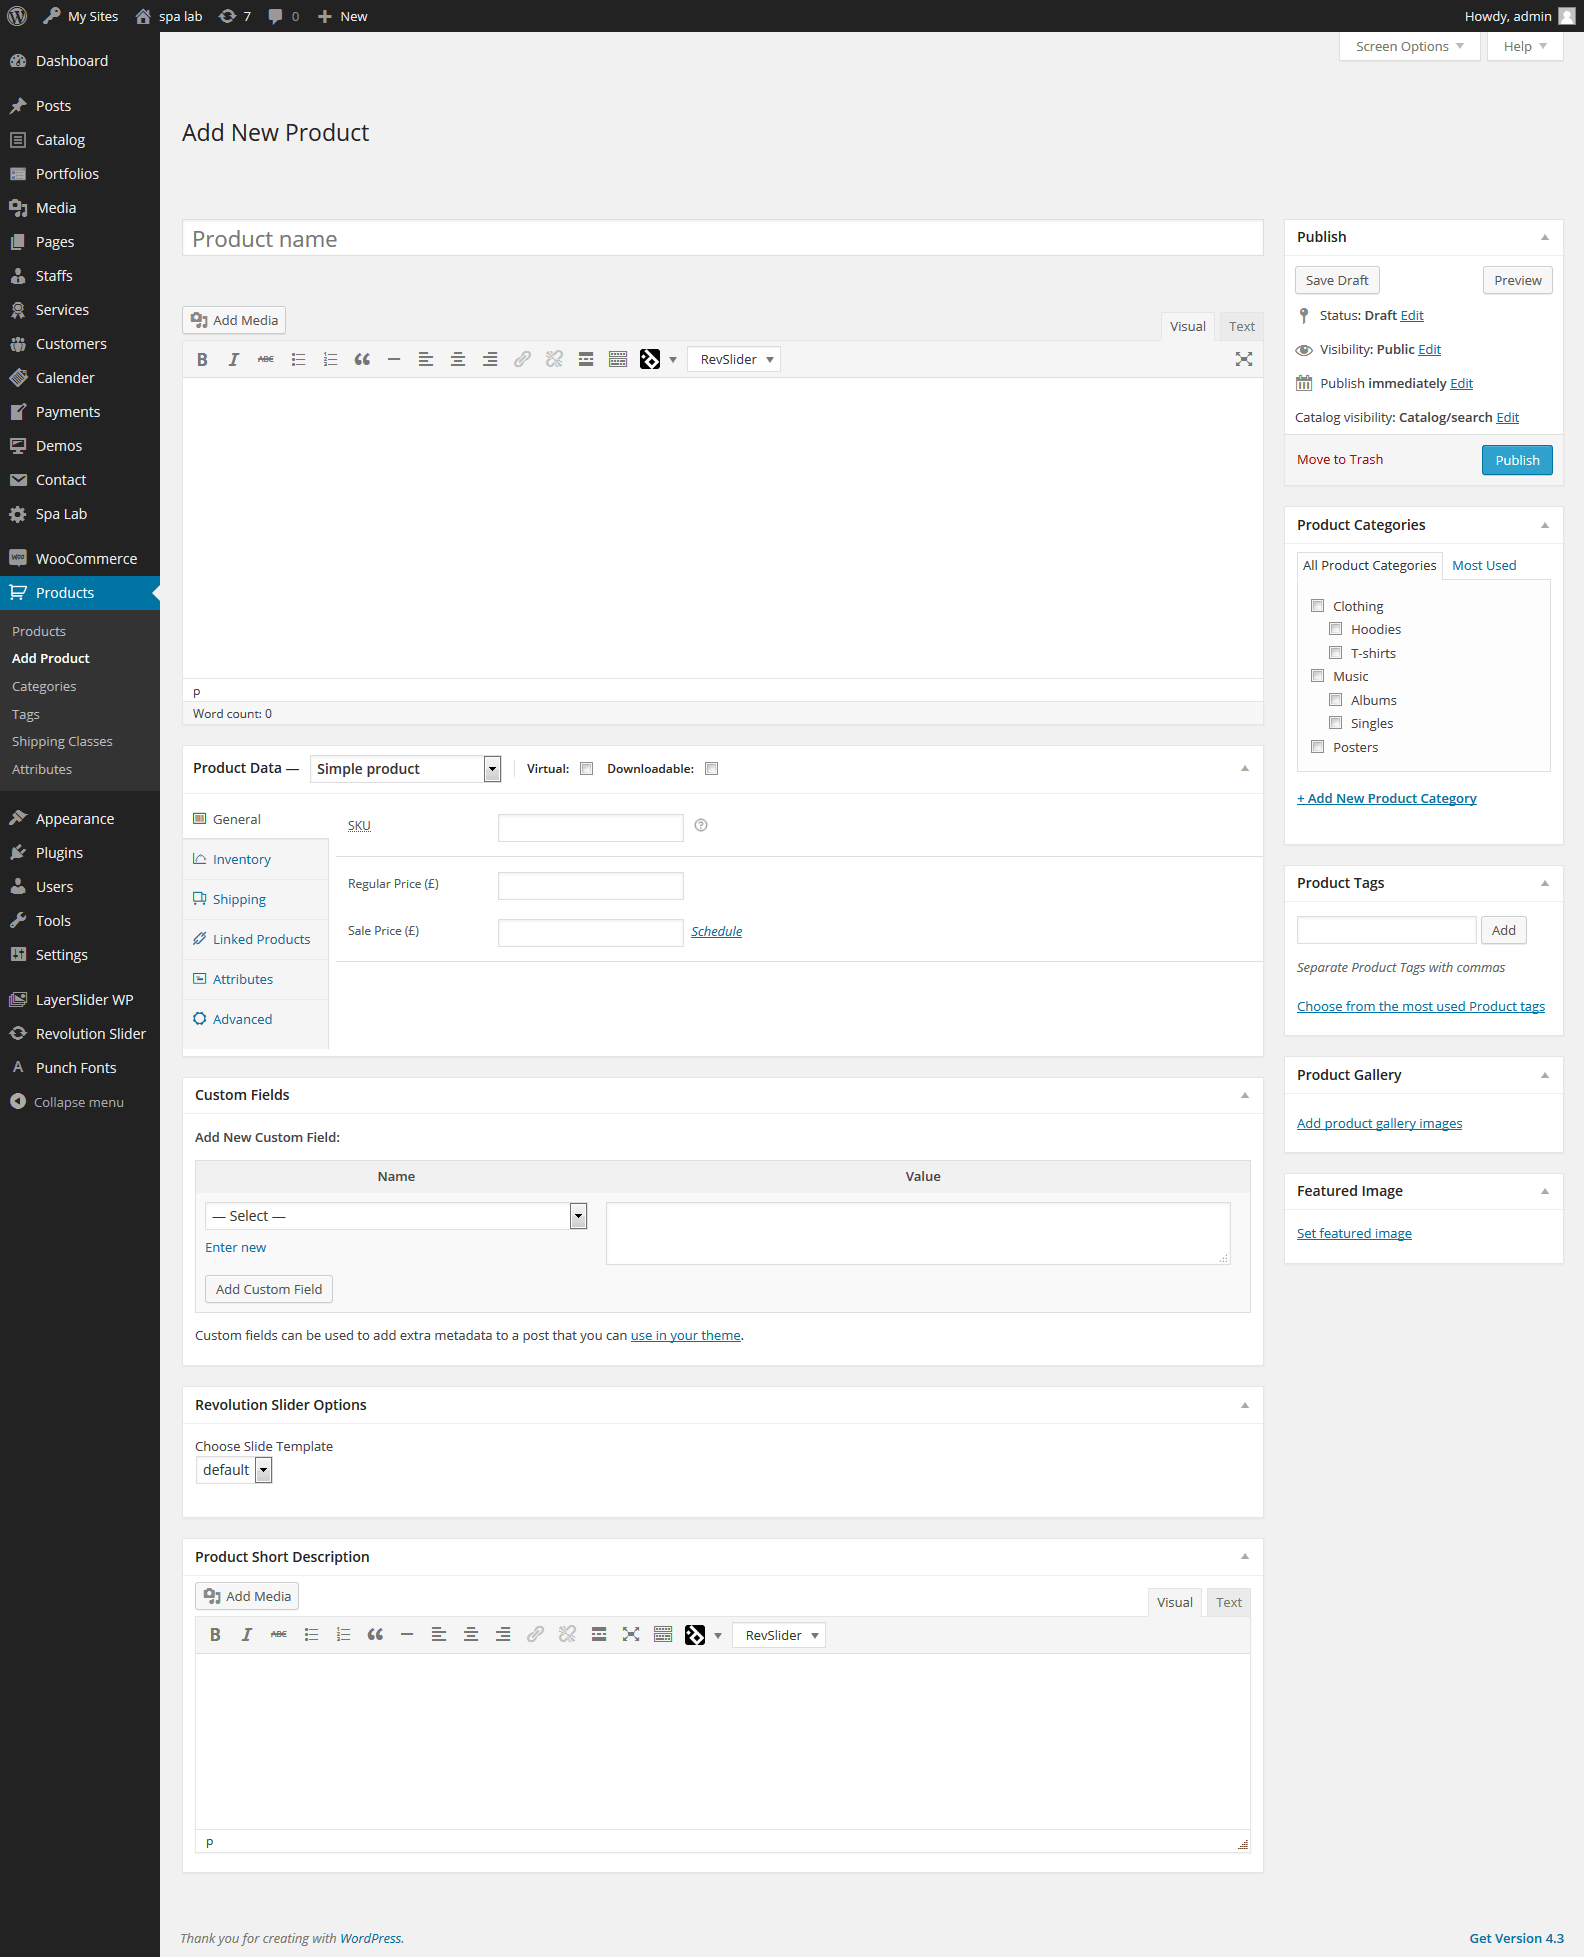 My Sites spa lab 7 0 New Howdy, admin
Screen Options Help
Dashboard
Posts
Catalog
Portfolios
Media
Pages
Staffs
Services
Customers
Calender
Payments
Demos
Contact
Spa Lab
WooCommerce
Products
Products
Add Product
Categories
Tags
Shipping Classes
Attributes
Appearance
Plugins
Users
Tools
Settings
LayerSlider WP
Revolution Slider
Punch Fonts
Collapse menu
Add New Product
Product name
Add Media
Visual Text
B I ABC RevSlider
p
Word count: 0
Product Data — Simple product Virtual: Downloadable:
General
Inventory
Shipping
Linked Products
Attributes
Advanced
SKU
Regular Price (£)
Sale Price (£) Schedule
Custom Fields
Add New Custom Field:
Name Value
— Select —
Enter new
Add Custom Field
Custom fields can be used to add extra metadata to a post that you can use in your theme.
Revolution Slider Options
Choose Slide Template
default
Product Short Description
Add Media
Visual Text
B I ABC RevSlider
p
Publish
Save Draft Preview
Status: Draft Edit
Visibility: Public Edit
Publish immediately Edit
Catalog visibility: Catalog/search Edit
Move to Trash Publish
Product Categories
All Product Categories Most Used
Clothing
Hoodies
T-shirts
Music
Albums
Singles
Posters
+ Add New Product Category
Product Tags
Add
Separate Product Tags with commas
Choose from the most used Product tags
Product Gallery
Add product gallery images
Featured Image
Set featured image
Thank you for creating with WordPress.
Get Version 4.3